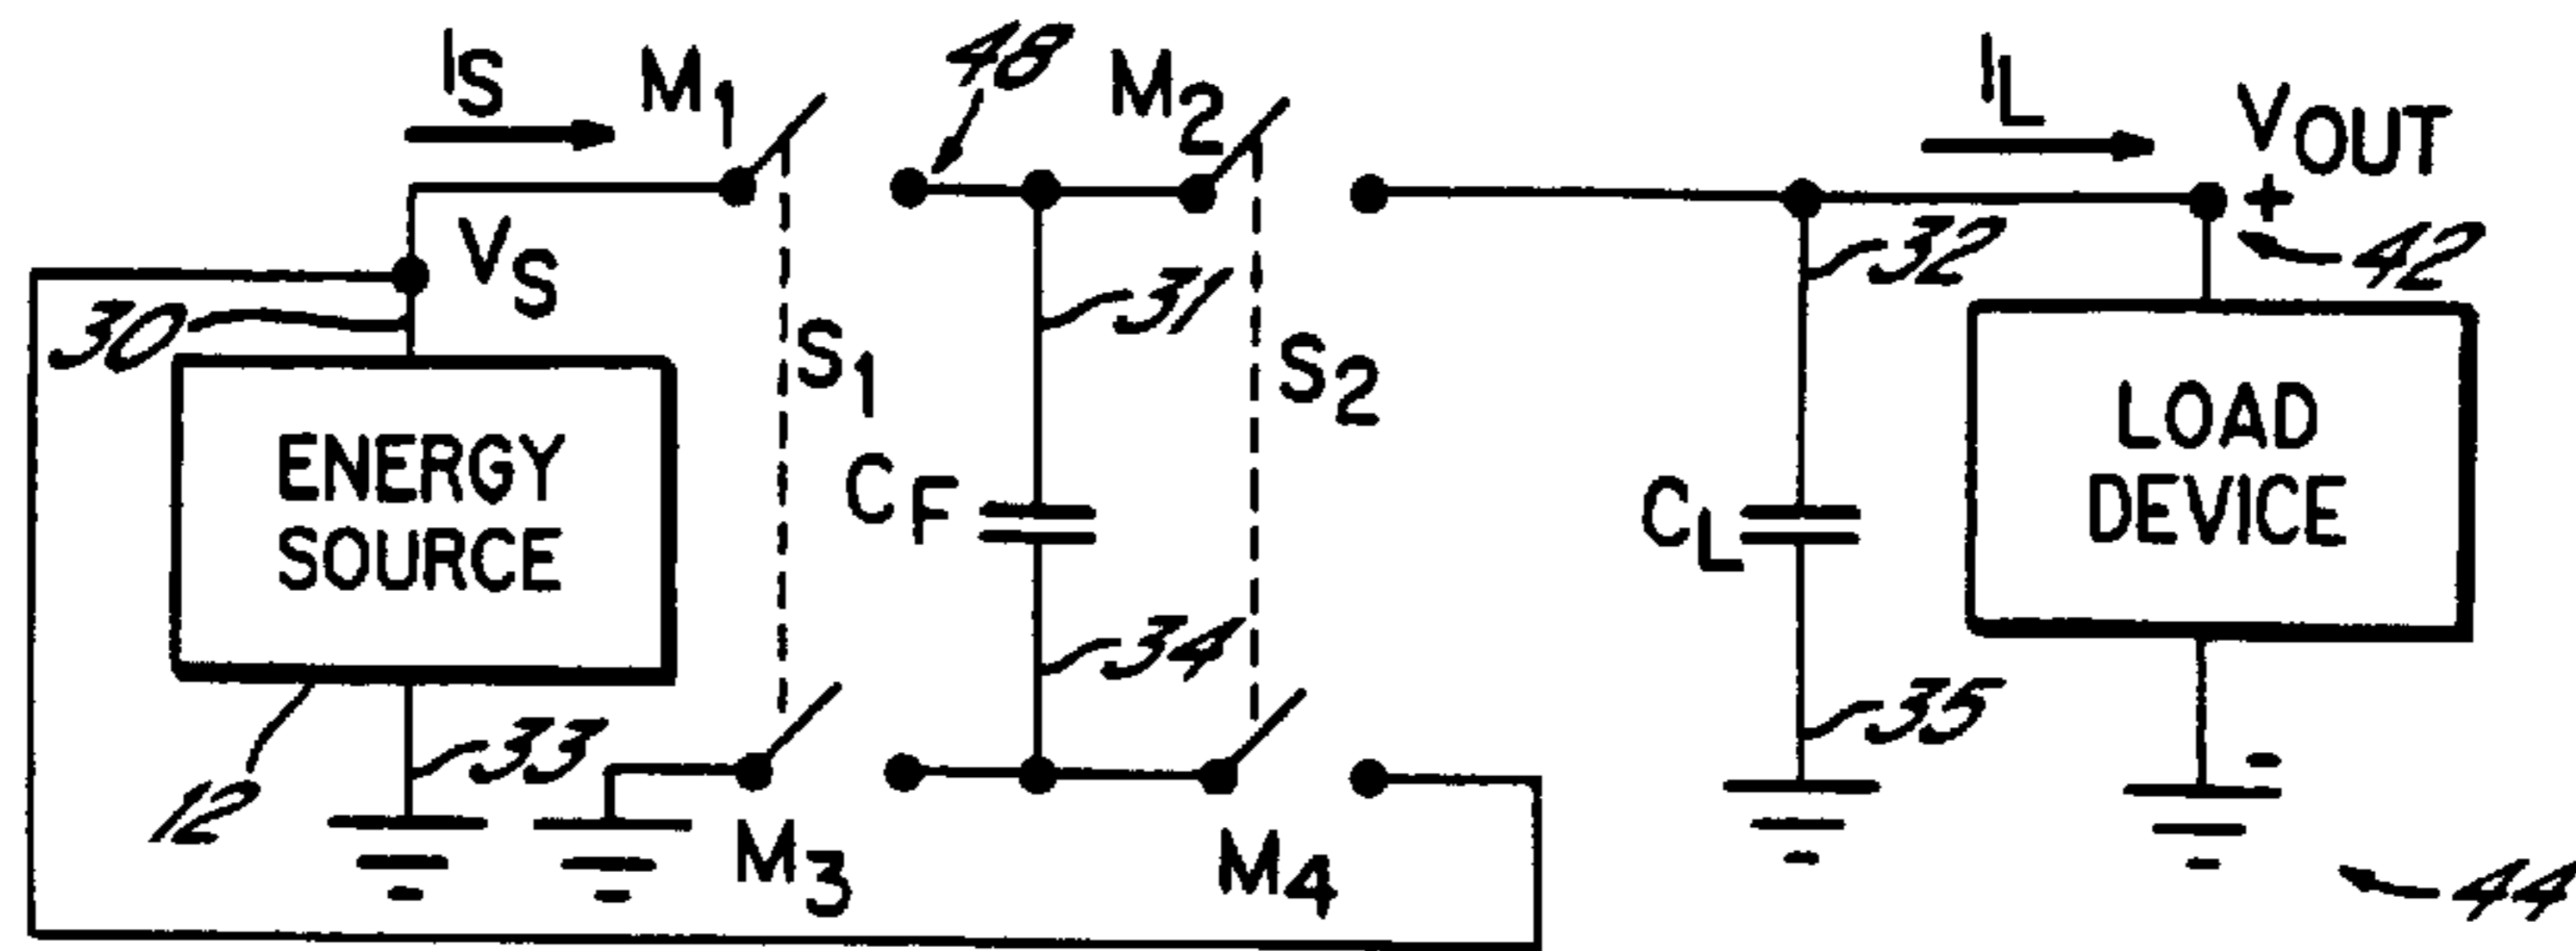 IS
M1
48
M2
IL
VOUT
+
42
VS
30
31
32
S1
S2
ENERGY
SOURCE
CF
CL
LOAD
DEVICE
34
33
35
12
M3
M4
-
44